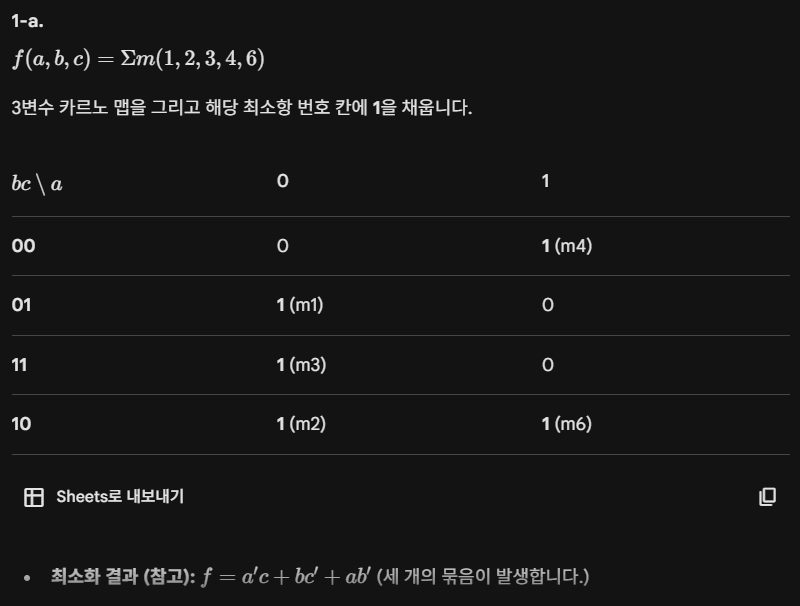 1-a.
f(a, b, c) = Σm(1, 2, 3, 4, 6)
3변수 카르노 맵을 그리고 해당 최소항 번호 칸에 1을 채웁니다.
bc \ a 0 1
00 0 1 (m4)
01 1 (m1) 0
11 1 (m3) 0
10 1 (m2) 1 (m6)
Sheets로 내보내기
• 최소화 결과 (참고): f = a′c + bc′ + ab′ (세 개의 묶음이 발생합니다.)